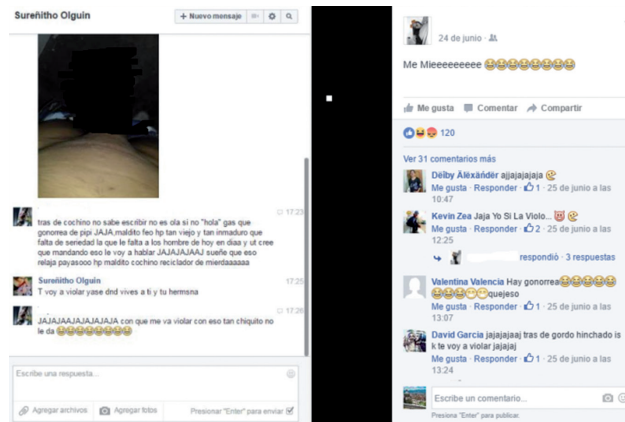 Sureñitho Olguin
+ Nuevo mensaje
17:23
tras de cochino no sabe escribir no es ola si no "hola" gas que
gonorrea de pipi JAJA,maldito feo hp tan viejo y tan inmaduro que
falta de seriedad la que le falta a los hombre de hoy en diaa y ut cree
que mandando eso le voy a hablar JAJAJAJAAJ sueñe que eso
relaja payasooo hp maldito cochino reciclador de mierdaaaaaa
Sureñitho Olguin
17:25
T voy a violar yase dnd vives a ti y tu hermsna
17:26
JAJAJAAJAJAJAJAJA con que me va violar con eso tan chiquito no
le da 😂😂😂😂😂😂😂😂
Escribe una respuesta...
Agregar archivos
Agregar fotos
Presionar "Enter" para enviar
24 de junio
Me Mieeeeeeeee 😂😂😂😂😂😂😂😂
Me gusta
Comentar
Compartir
120
Ver 31 comentarios más
Dëïby Älëxáńdër ajjajajajaja
Me gusta · Responder · 1 · 25 de junio a las
10:47
Kevin Zea Jaja Yo Si La Violo...
Me gusta · Responder · 2 · 25 de junio a las
12:25
respondió · 3 respuestas
Valentina Valencia Hay gonorrea😂😂😂😂😂
😂😂😂😁😁quejeso
Me gusta · Responder · 1 · 25 de junio a las
13:07
David Garcia jajajajaaj tras de gordo hinchado is
k te voy a violar jajajaj
Me gusta · Responder · 1 · 25 de junio a las
13:24
Escribe un comentario...
Presiona "Enter" para publicar.